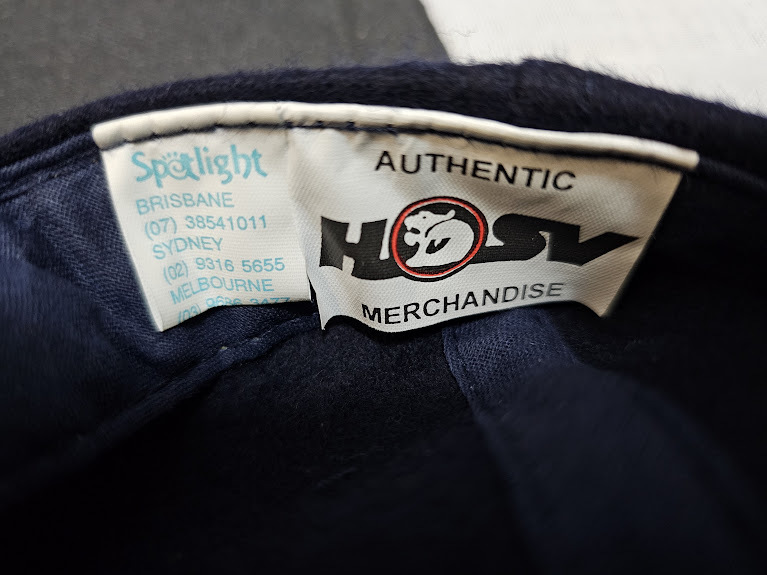 Spotlight
BRISBANE
(07) 38541011
SYDNEY
(02) 9316 5655
MELBOURNE
AUTHENTIC
HSV
MERCHANDISE